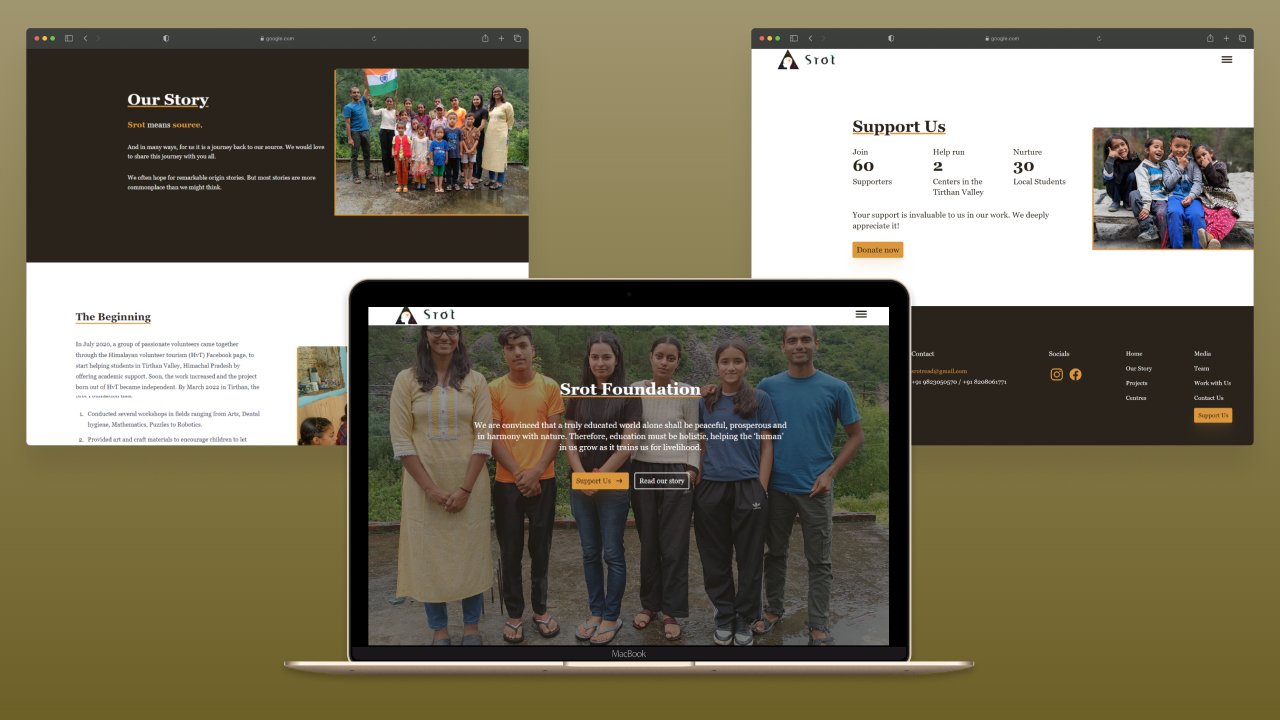 google.com
Our Story
Srot means source.
And in many ways, for us it is a journey back to our source. We would love
to share this journey with you all.
We often hope for remarkable origin stories. But most stories are more
commonplace than we might think.
The Beginning
In July 2020, a group of passionate volunteers came together
through the Himalayan volunteer tourism (HvT) Facebook page, to
start helping students in Tirthan Valley, Himachal Pradesh by
offering academic support. Soon, the work increased and the project
born out of HvT became independent. By March 2022 in Tirthan, the
1. Conducted several workshops in fields ranging from Arts, Dental
hygiene, Mathematics, Puzzles to Robotics.
2. Provided art and craft materials to encourage children to let
google.com
Srot
Support Us
Join
60
Supporters
Help run
2
Centers in the
Tirthan Valley
Nurture
30
Local Students
Your support is invaluable to us in our work. We deeply
appreciate it!
Donate now
Contact
srotread@gmail.com
+91 9823050570 / +91 8208061771
Socials
Home
Our Story
Projects
Centres
Media
Team
Work with Us
Contact Us
Support Us
Srot
Srot Foundation
We are convinced that a truly educated world alone shall be peaceful, prosperous and
in harmony with nature. Therefore, education must be holistic, helping the ‘human’
in us grow as it trains us for livelihood.
Support Us →
Read our story
MacBook